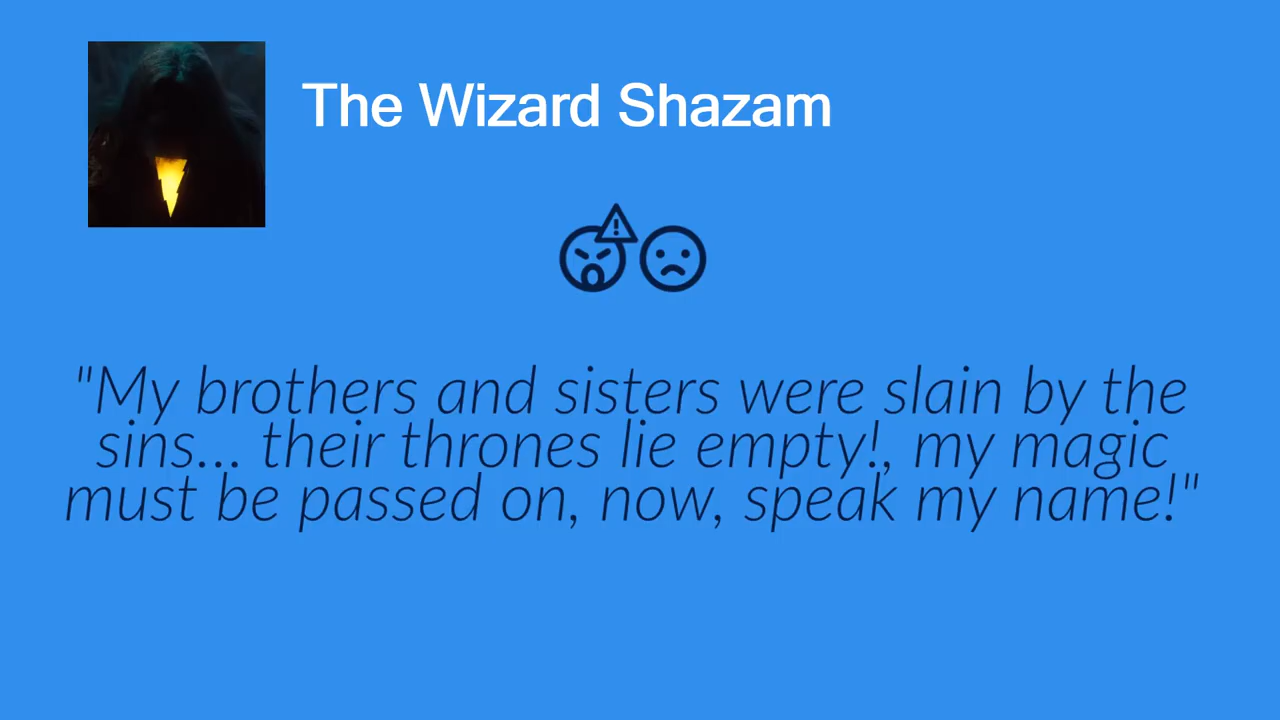 The Wizard Shazam
"My brothers and sisters were slain by the
sins... their thrones lie empty!, my magic
must be passed on, now, speak my name!"